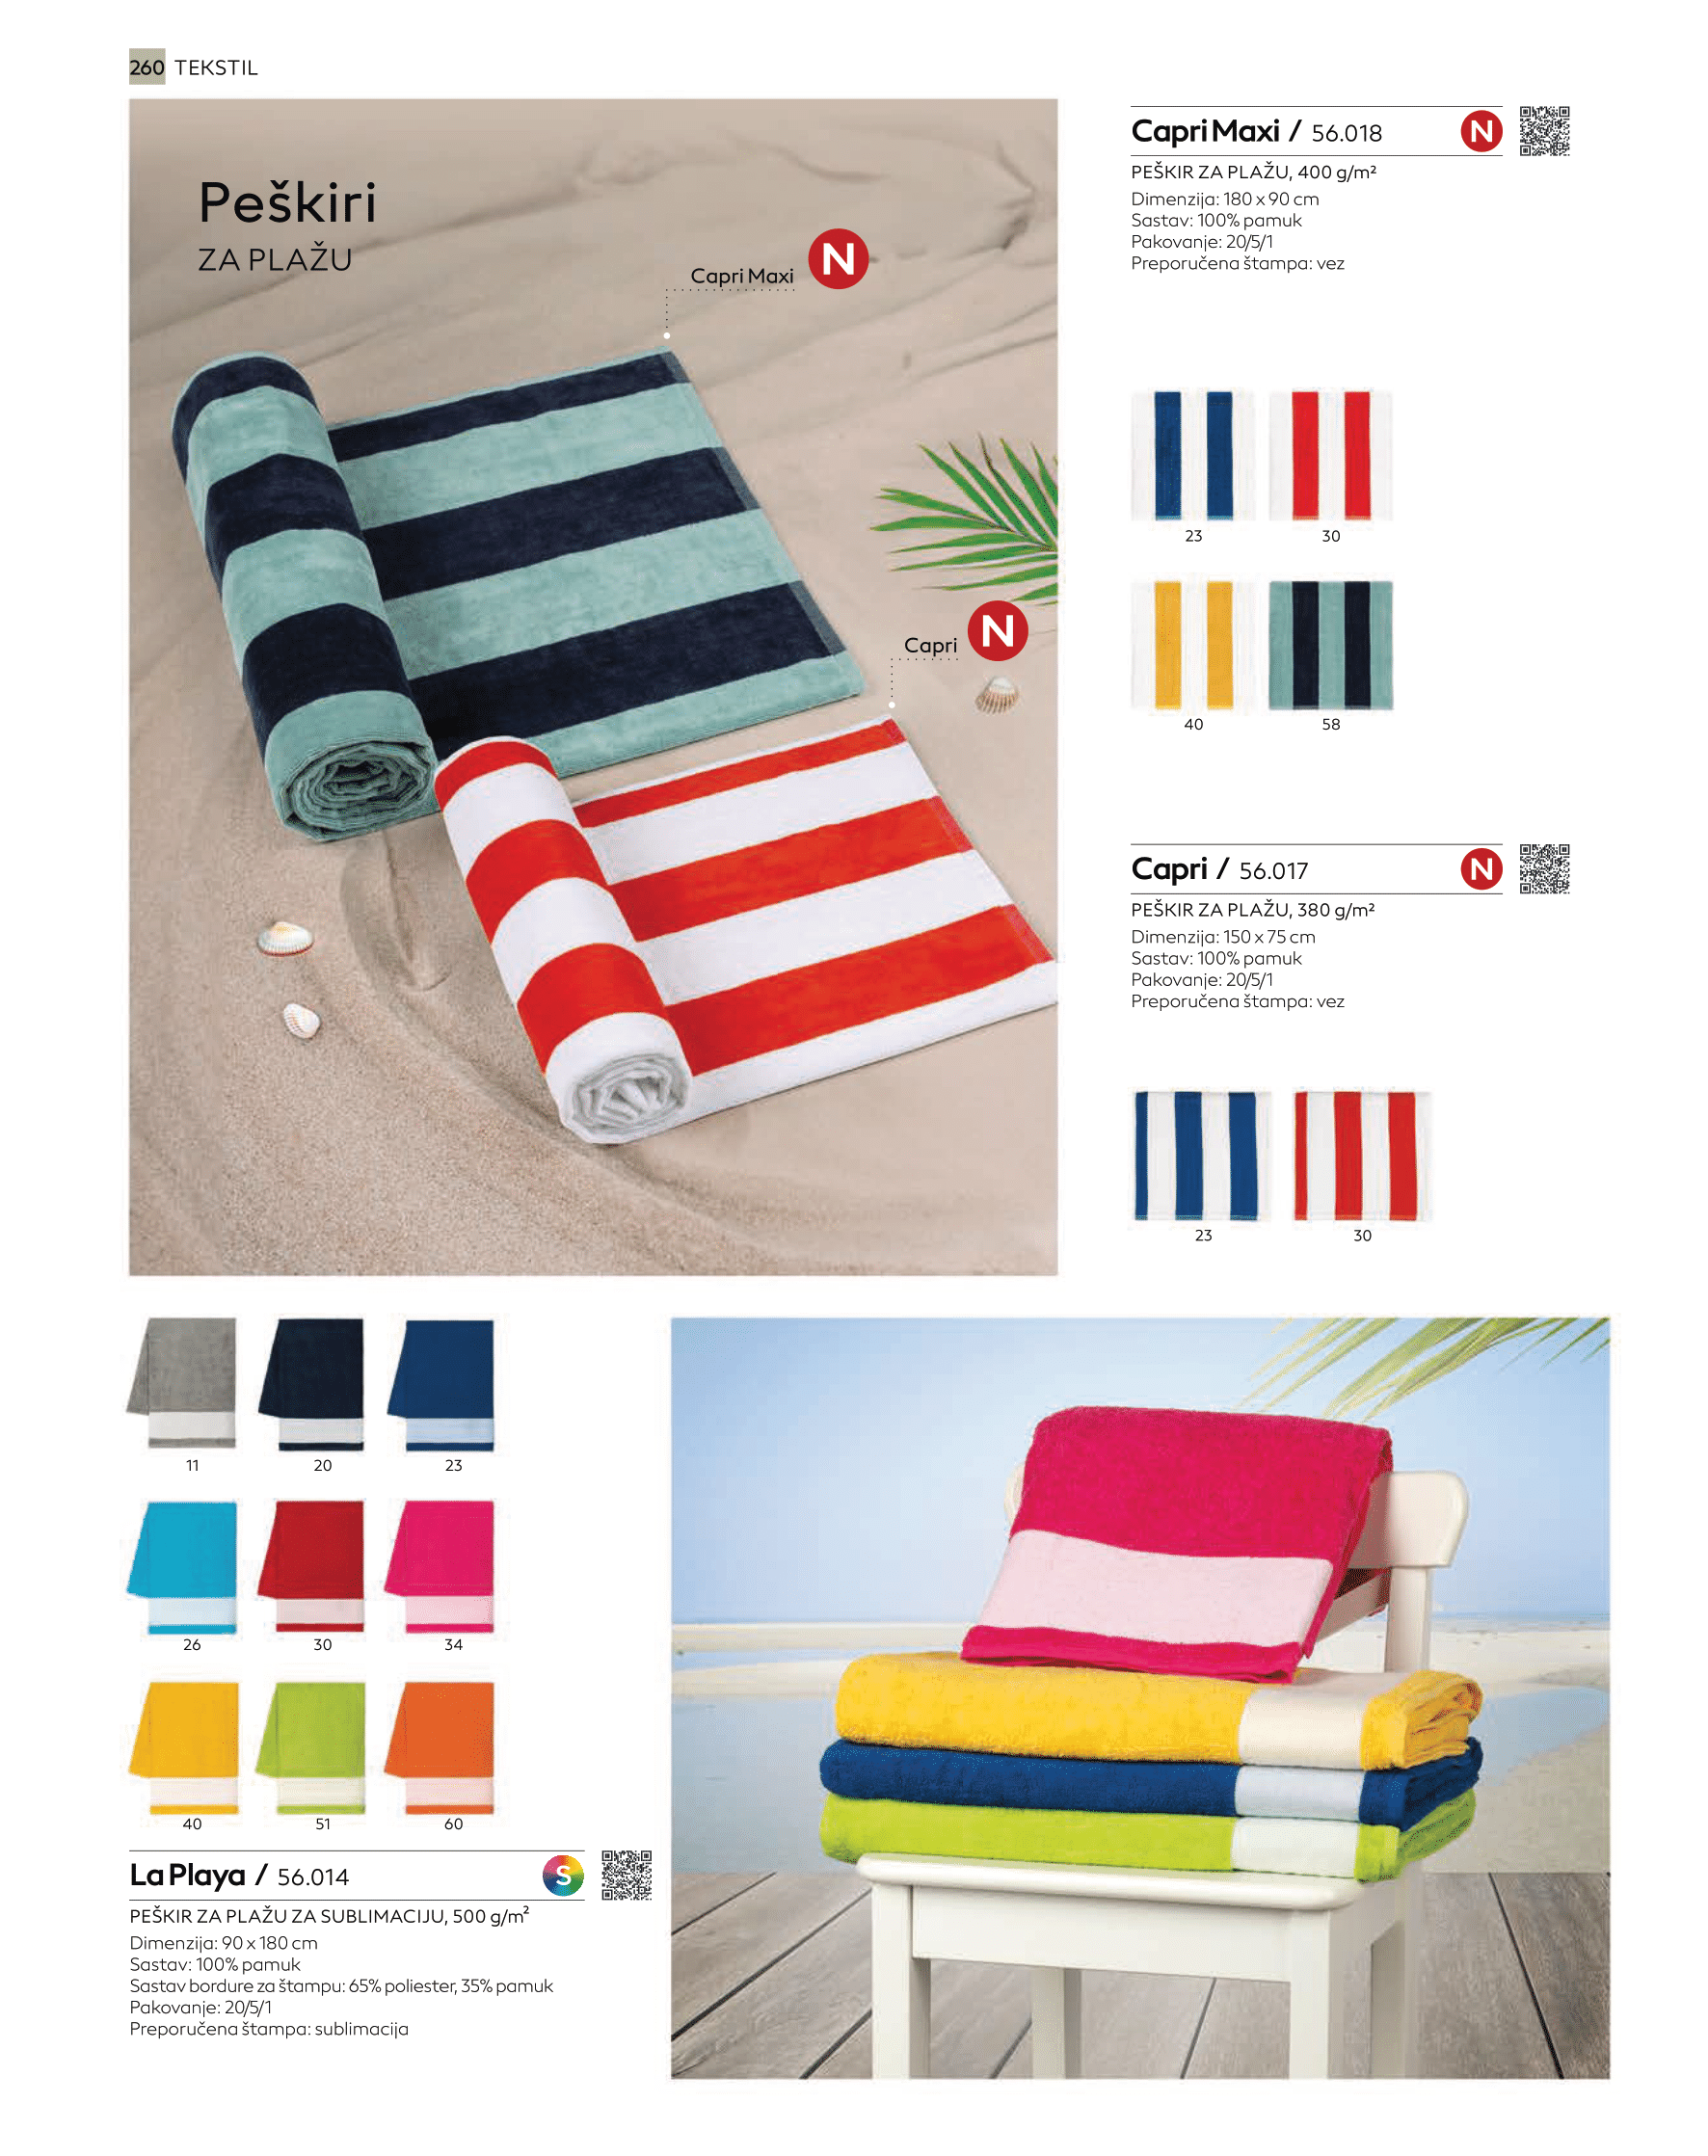 260 TEKSTIL
Peškiri
ZA PLAŽU
Capri Maxi
N
Capri
N
Capri Maxi / 56.018
N
PEŠKIR ZA PLAŽU, 400 g/m²
Dimenzija: 180 x 90 cm
Sastav: 100% pamuk
Pakovanje: 20/5/1
Preporučena štampa: vez
23
30
40
58
Capri / 56.017
N
PEŠKIR ZA PLAŽU, 380 g/m²
Dimenzija: 150 x 75 cm
Sastav: 100% pamuk
Pakovanje: 20/5/1
Preporučena štampa: vez
23
30
11
20
23
26
30
34
40
51
60
La Playa / 56.014
S
PEŠKIR ZA PLAŽU ZA SUBLIMACIJU, 500 g/m²
Dimenzija: 90 x 180 cm
Sastav: 100% pamuk
Sastav bordure za štampu: 65% poliester, 35% pamuk
Pakovanje: 20/5/1
Preporučena štampa: sublimacija